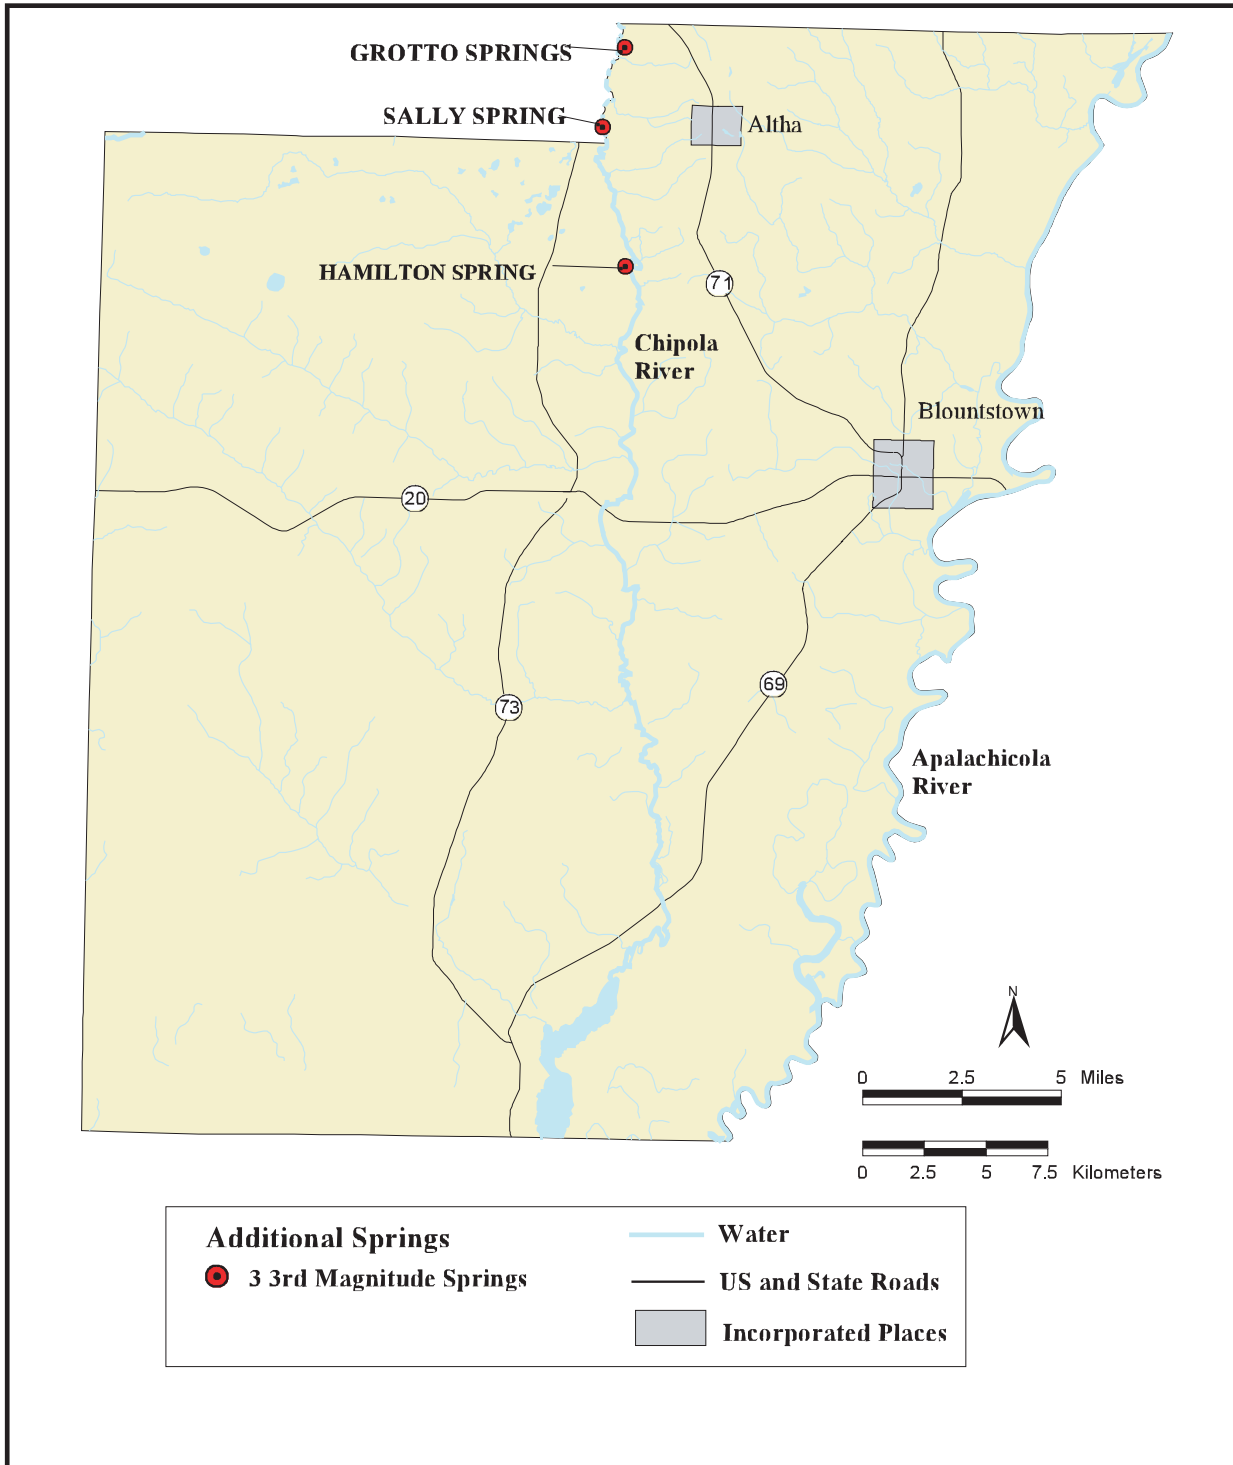 GROTTO SPRINGS
SALLY SPRING
Altha
HAMILTON SPRING
71
Chipola
River
Blountstown
20
69
73
Apalachicola
River
N
0 2.5 5 Miles
0 2.5 5 7.5 Kilometers
Additional Springs
3 3rd Magnitude Springs
Water
US and State Roads
Incorporated Places